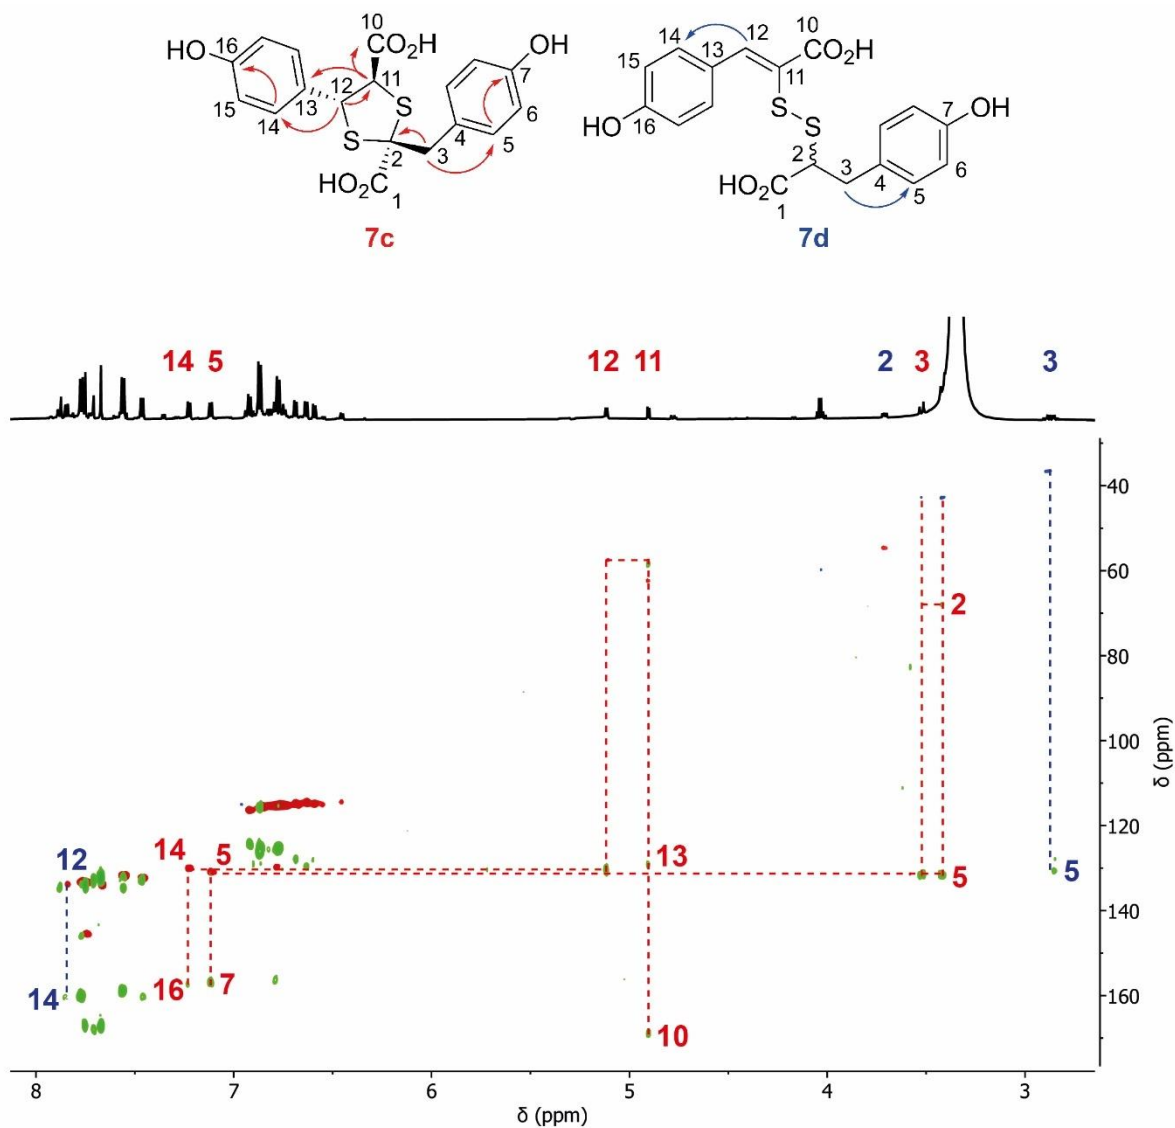 10 CO₂H HO 16 12 11 OH 7 15 13 S 6 14 S 4 5 2 3 HO₂C 1
7c
14 12 10 CO₂H 15 13 11 S 7 OH HO 16 S 6 2 3 4 5 HO₂C 1
7d
14 5 12 11 2 3 3
40
60
2
80
100
δ (ppm)
120
12 14 5 13 5 5
140
14 16 7 160
10
8 7 6 5 4 3
δ (ppm)